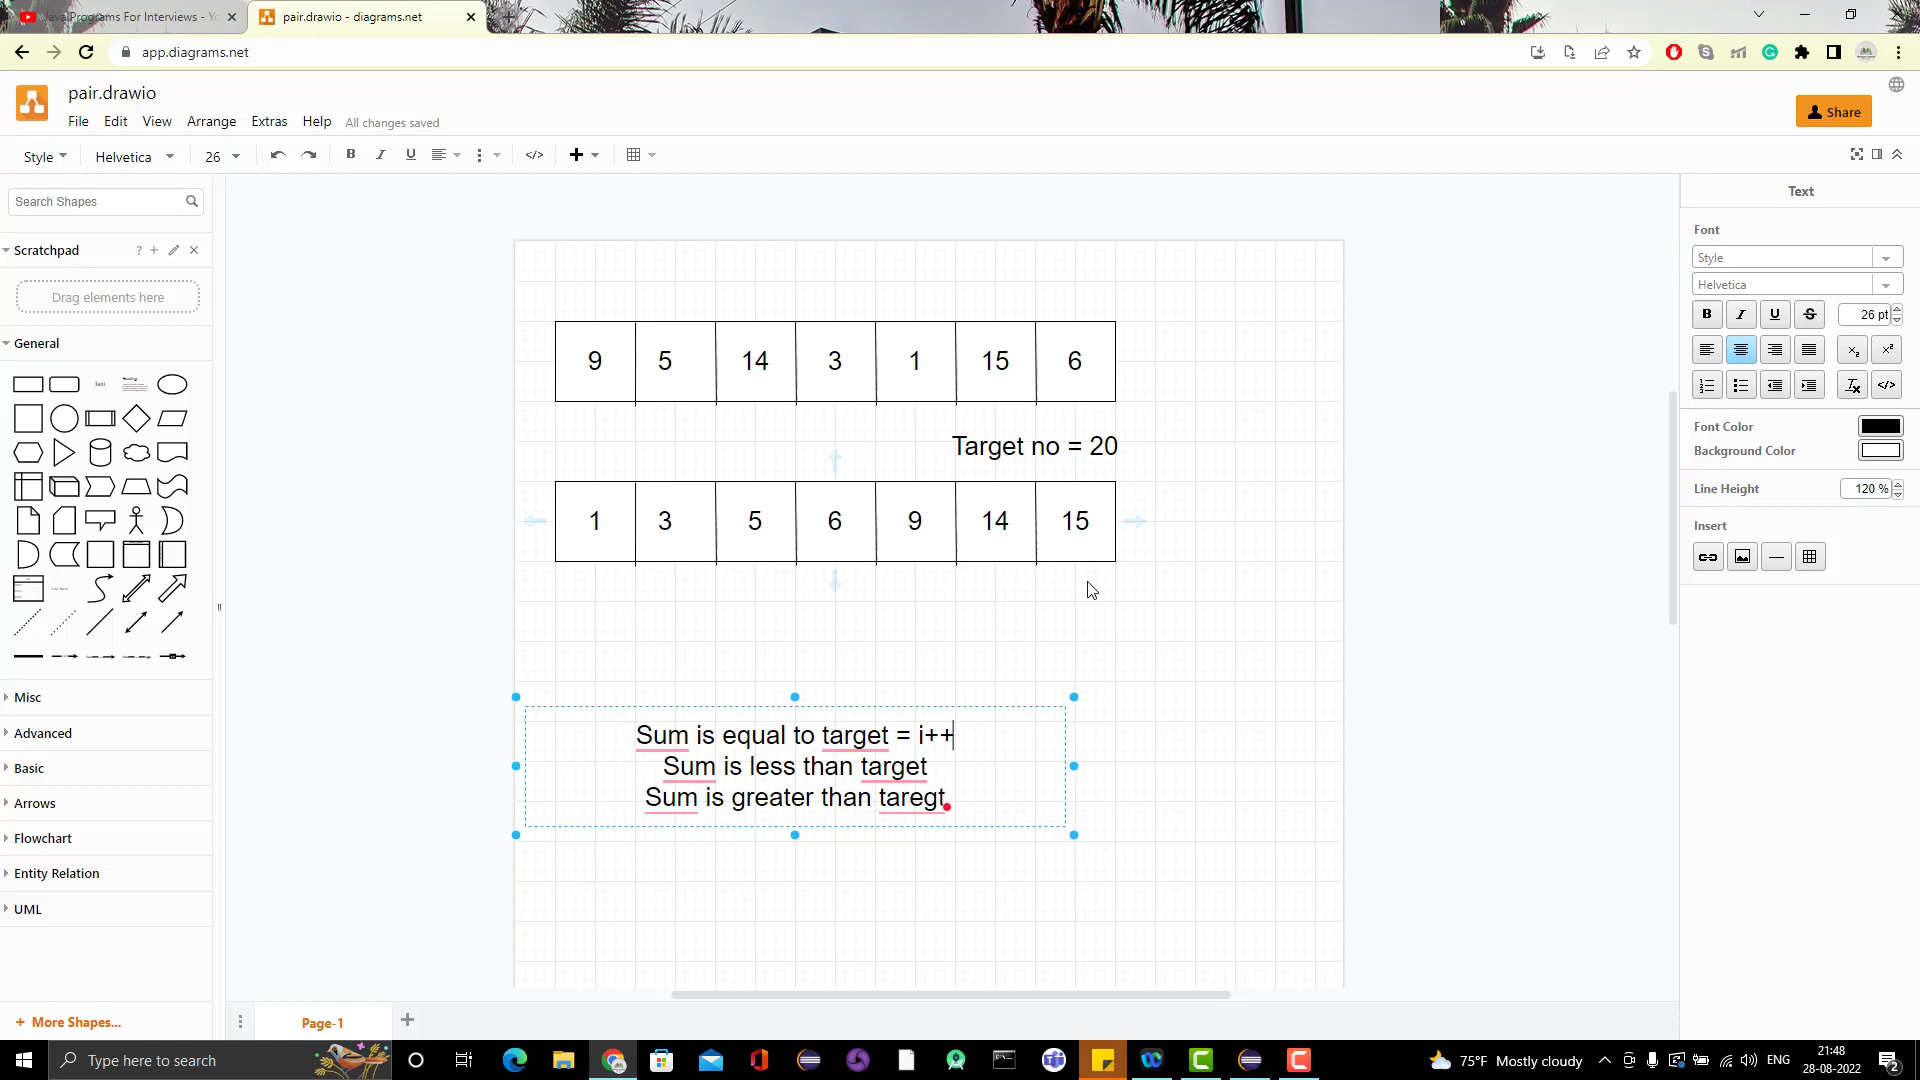 Java Programs For Interviews - Yo
pair.drawio - diagrams.net
app.diagrams.net
pair.drawio
File Edit View Arrange Extras Help All changes saved
Share
Style Helvetica 26 B I U
Search Shapes
Scratchpad ?
Drag elements here
General
Misc
Advanced
Basic
Arrows
Flowchart
Entity Relation
UML
+ More Shapes...
9 5 14 3 1 15 6
Target no = 20
1 3 5 6 9 14 15
Sum is equal to target = i++
Sum is less than target
Sum is greater than taregt
Page-1
Text
Font
Style
Helvetica
B I U S 26 pt
Font Color
Background Color
Line Height 120 %
Insert
Type here to search
75°F Mostly cloudy
ENG
21:48
28-08-2022
2